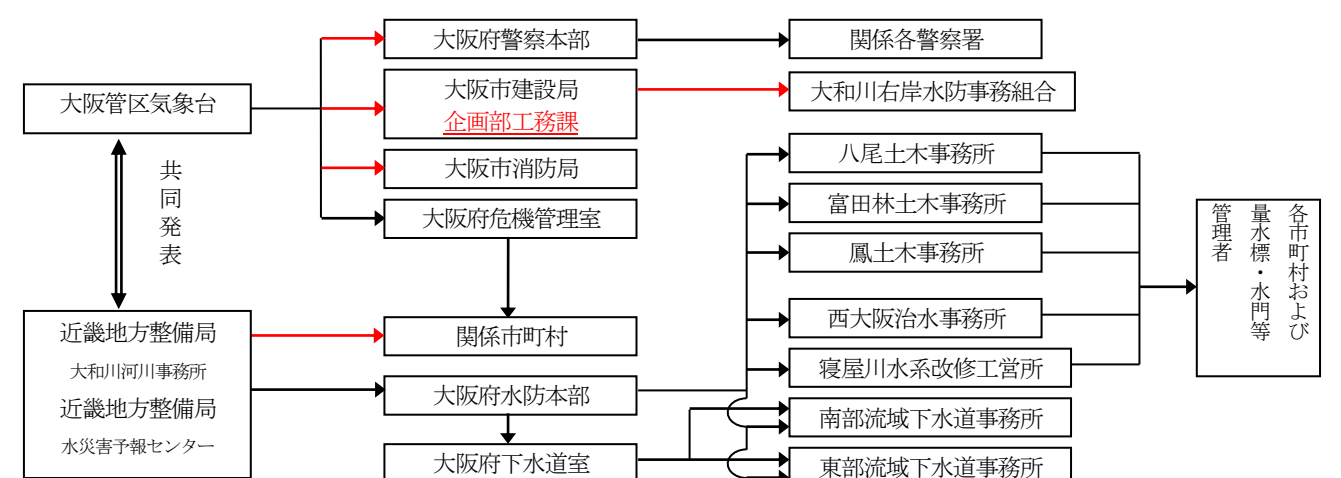 大阪管区気象台
共同発表
近畿地方整備局
大和川河川事務所
近畿地方整備局
水災害予報センター
大阪府警察本部
大阪市建設局
企画部工務課
大阪市消防局
大阪府危機管理室
関係市町村
大阪府水防本部
大阪府下水道室
関係各警察署
大和川右岸水防事務組合
八尾土木事務所
富田林土木事務所
鳳土木事務所
西大阪治水事務所
寝屋川水系改修工営所
南部流域下水道事務所
東部流域下水道事務所
各市町村および
量水標・水門等
管理者